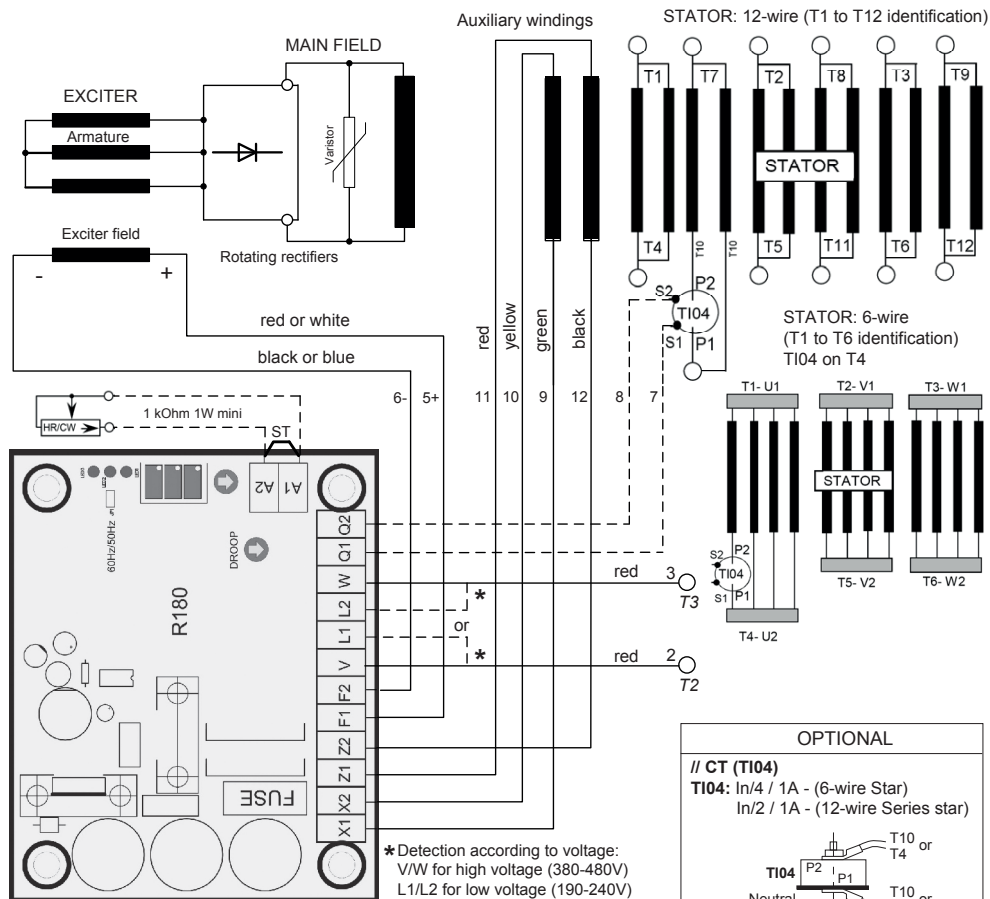 Auxiliary windings
STATOR: 12-wire (T1 to T12 identification)
MAIN FIELD
EXCITER
Armature
Varistor
Exciter field
- +
Rotating rectifiers
T1 T7 T2 T8 T3 T9
STATOR
T4 T10 T10 T5 T11 T6 T12
S2 P2
TI04
S1 P1
STATOR: 6-wire
(T1 to T6 identification)
TI04 on T4
red or white
black or blue
red yellow green black
6- 5+ 11 10 9 12 8 7
1 kOhm 1W mini
HR/CW
ST
A2 A1
60Hz/50Hz
DROOP
R180
FUSE
Q2
Q1
W
L2
L1
V
F2
F1
Z2
Z1
X2
X1
red 3
T3
*
or
*
red 2
T2
T1- U1 T2- V1 T3- W1
STATOR
S2 P2
TI04
S1 P1
T5- V2 T6- W2
T4- U2
* Detection according to voltage:
V/W for high voltage (380-480V)
L1/L2 for low voltage (190-240V)
OPTIONAL
// CT (TI04)
TI04: In/4 / 1A - (6-wire Star)
In/2 / 1A - (12-wire Series star)
T10 or
T4
TI04 P2 P1
Neutral T10 or